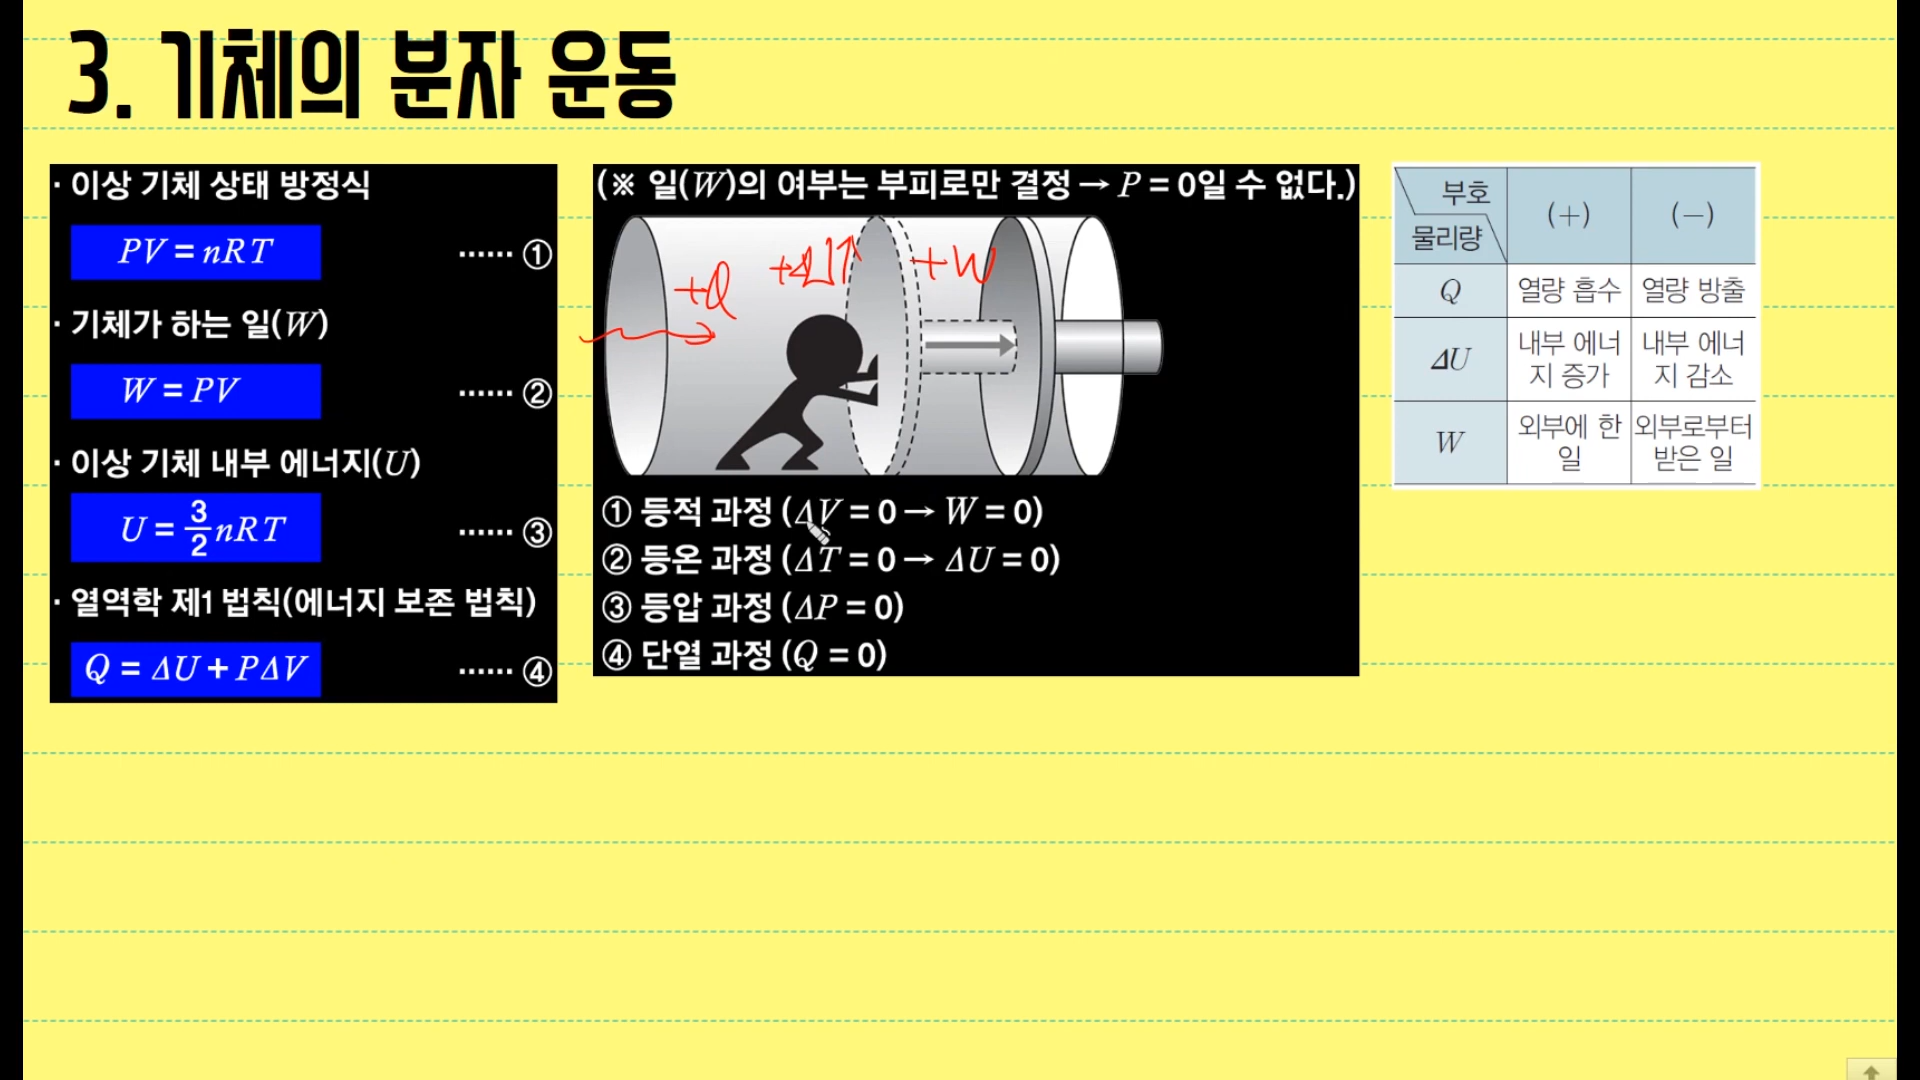 3. 기체의 분자 운동
· 이상 기체 상태 방정식
PV = nRT ······ ①
· 기체가 하는 일(W)
W = PV ······ ②
· 이상 기체 내부 에너지(U)
U = 3/2 nRT ······ ③
· 열역학 제1 법칙(에너지 보존 법칙)
Q = ΔU + PΔV ······ ④
(※ 일(W)의 여부는 부피로만 결정 → P = 0일 수 없다.)
+Q +ΔU↑ +W
① 등적 과정 (ΔV = 0 → W = 0)
② 등온 과정 (ΔT = 0 → ΔU = 0)
③ 등압 과정 (ΔP = 0)
④ 단열 과정 (Q = 0)
부호
물리량 (+) (−)
Q 열량 흡수 열량 방출
ΔU 내부 에너지 증가 내부 에너지 감소
W 외부에 한 일 외부로부터 받은 일